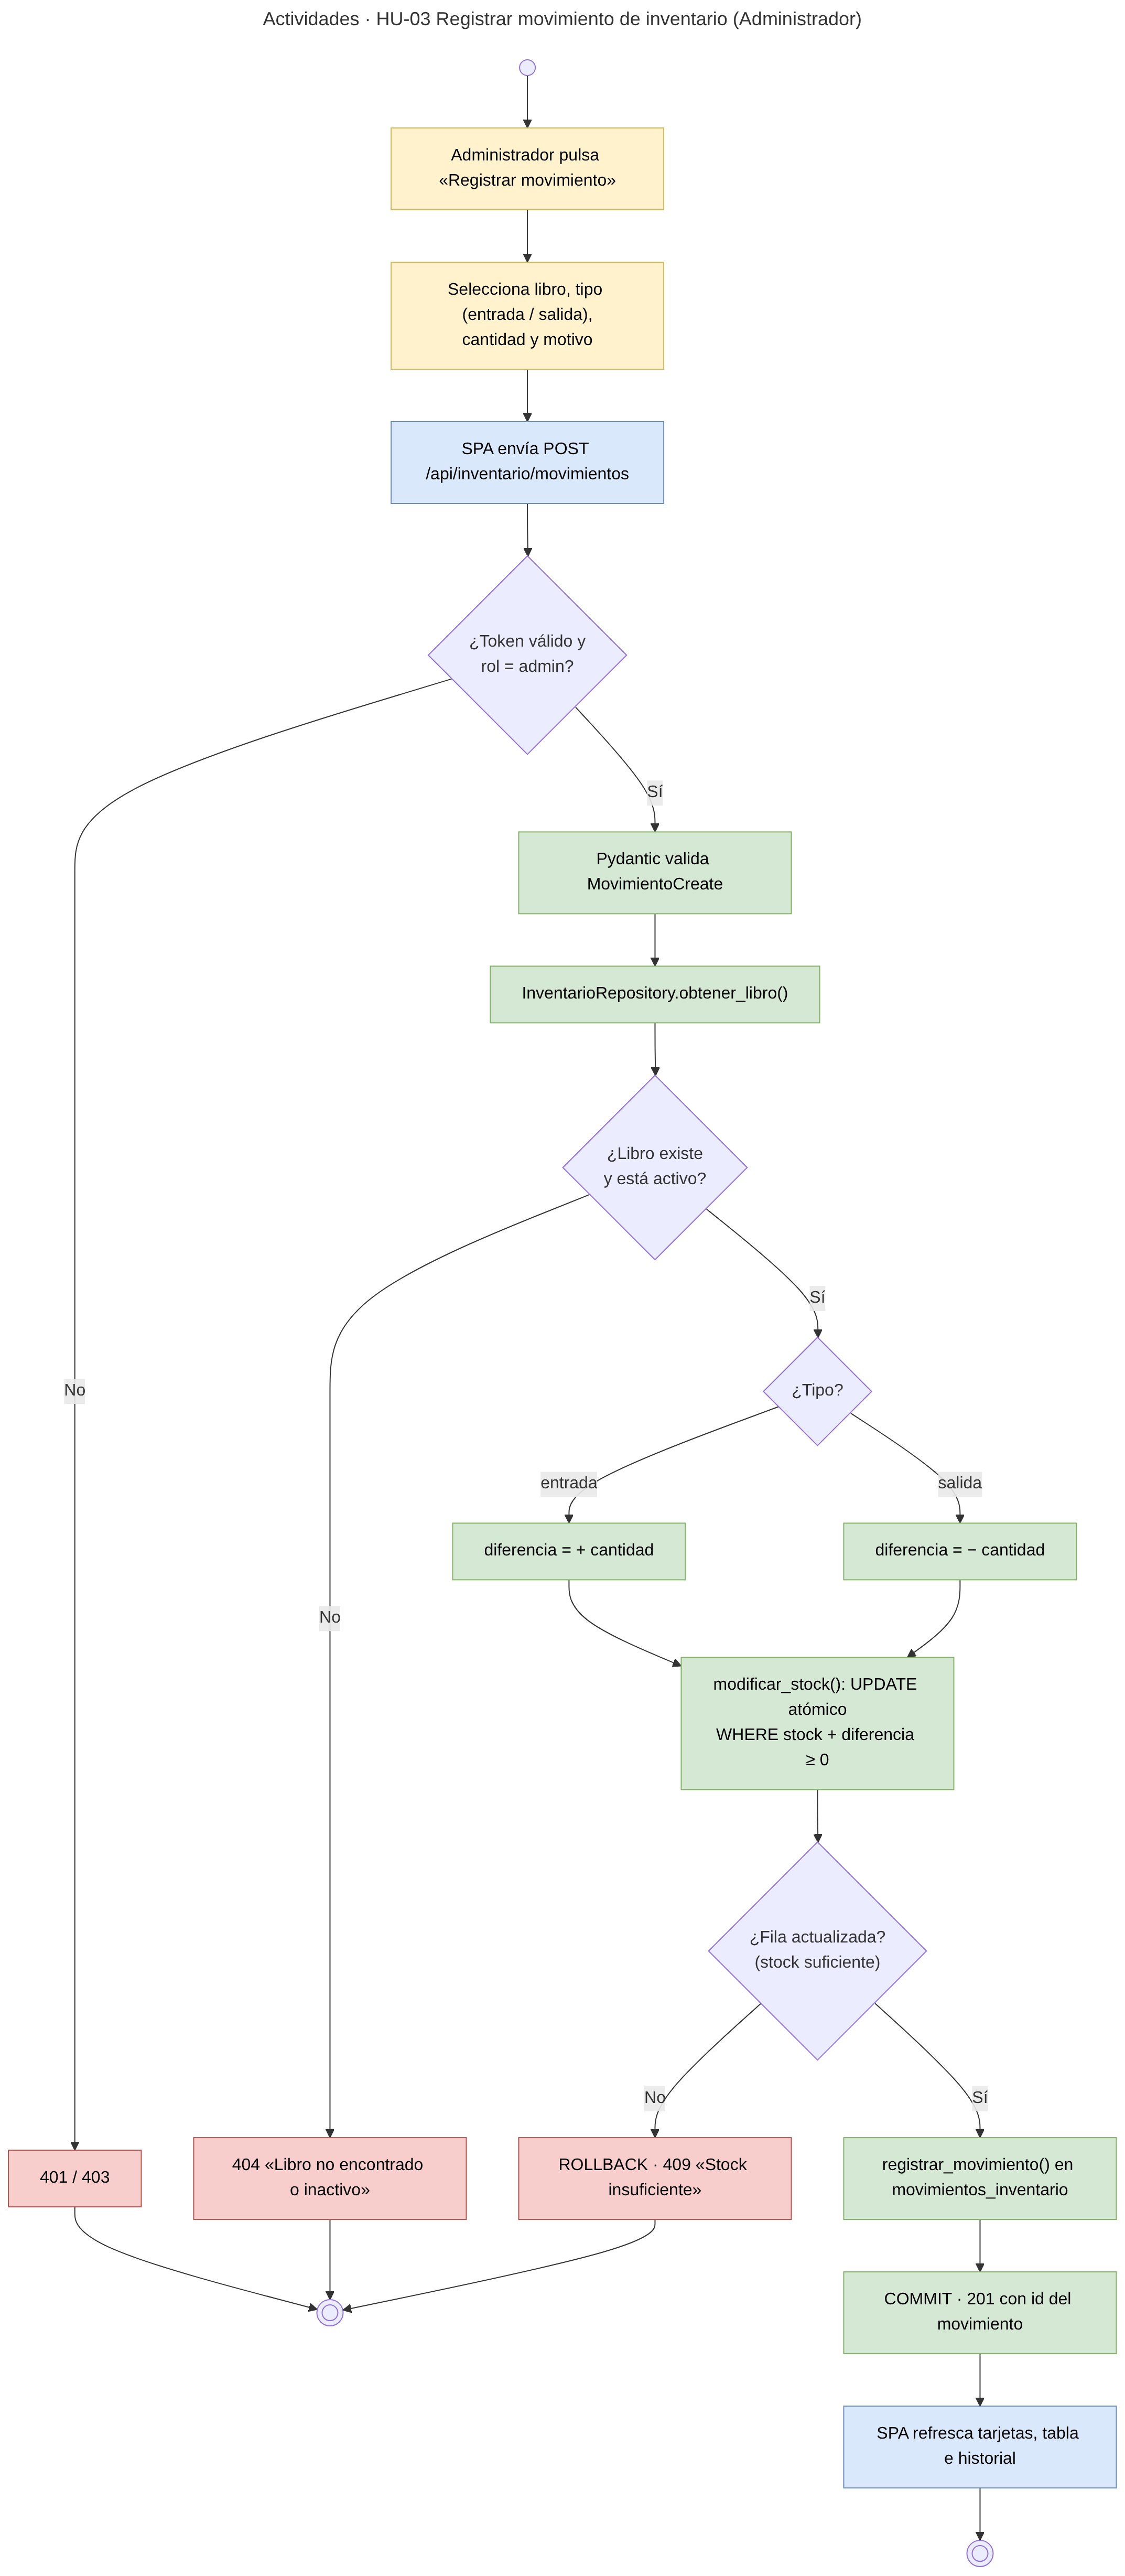 Actividades · HU-03 Registrar movimiento de inventario (Administrador)
Administrador pulsa
«Registrar movimiento»
Selecciona libro, tipo
(entrada / salida),
cantidad y motivo
SPA envía POST
/api/inventario/movimientos
¿Token válido y
rol = admin?
Sí
Pydantic valida
MovimientoCreate
InventarioRepository.obtener_libro()
¿Libro existe
y está activo?
Sí
No
¿Tipo?
entrada
salida
diferencia = + cantidad
diferencia = − cantidad
No
modificar_stock(): UPDATE
atómico
WHERE stock + diferencia
≥ 0
¿Fila actualizada?
(stock suficiente)
No
Sí
401 / 403
404 «Libro no encontrado
o inactivo»
ROLLBACK · 409 «Stock
insuficiente»
registrar_movimiento() en
movimientos_inventario
COMMIT · 201 con id del
movimiento
SPA refresca tarjetas, tabla
e historial